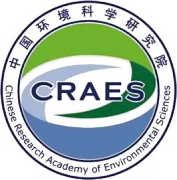 中国环境科学研究院
CRAES
Chinese Research Academy of Environmental Sciences